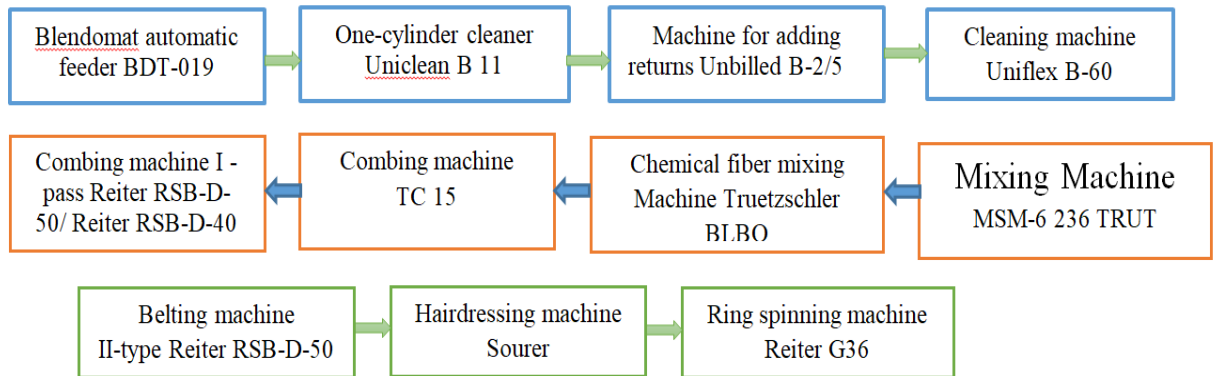 Blendomat automatic
feeder BDT-019
One-cylinder cleaner
Uniclean B 11
Machine for adding
returns Unbilled B-2/5
Cleaning machine
Uniflex B-60
Combing machine I -
pass Reiter RSB-D-
50/ Reiter RSB-D-40
Combing machine
TC 15
Chemical fiber mixing
Machine Truetzschler
BLBO
Mixing Machine
MSM-6 236 TRUT
Belting machine
II-type Reiter RSB-D-50
Hairdressing machine
Sourer
Ring spinning machine
Reiter G36